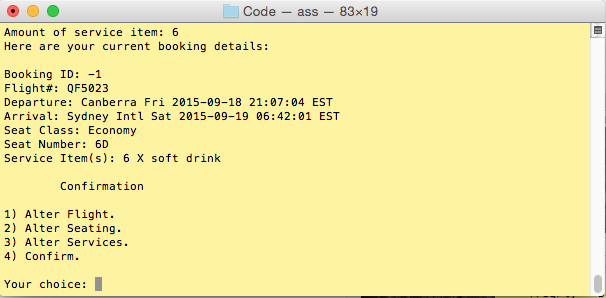 Code — ass — 83×19
Amount of service item: 6
Here are your current booking details:
Booking ID: -1
Flight#: QF5023
Departure: Canberra Fri 2015-09-18 21:07:04 EST
Arrival: Sydney Intl Sat 2015-09-19 06:42:01 EST
Seat Class: Economy
Seat Number: 6D
Service Item(s): 6 X soft drink
Confirmation
1) Alter Flight.
2) Alter Seating.
3) Alter Services.
4) Confirm.
Your choice: